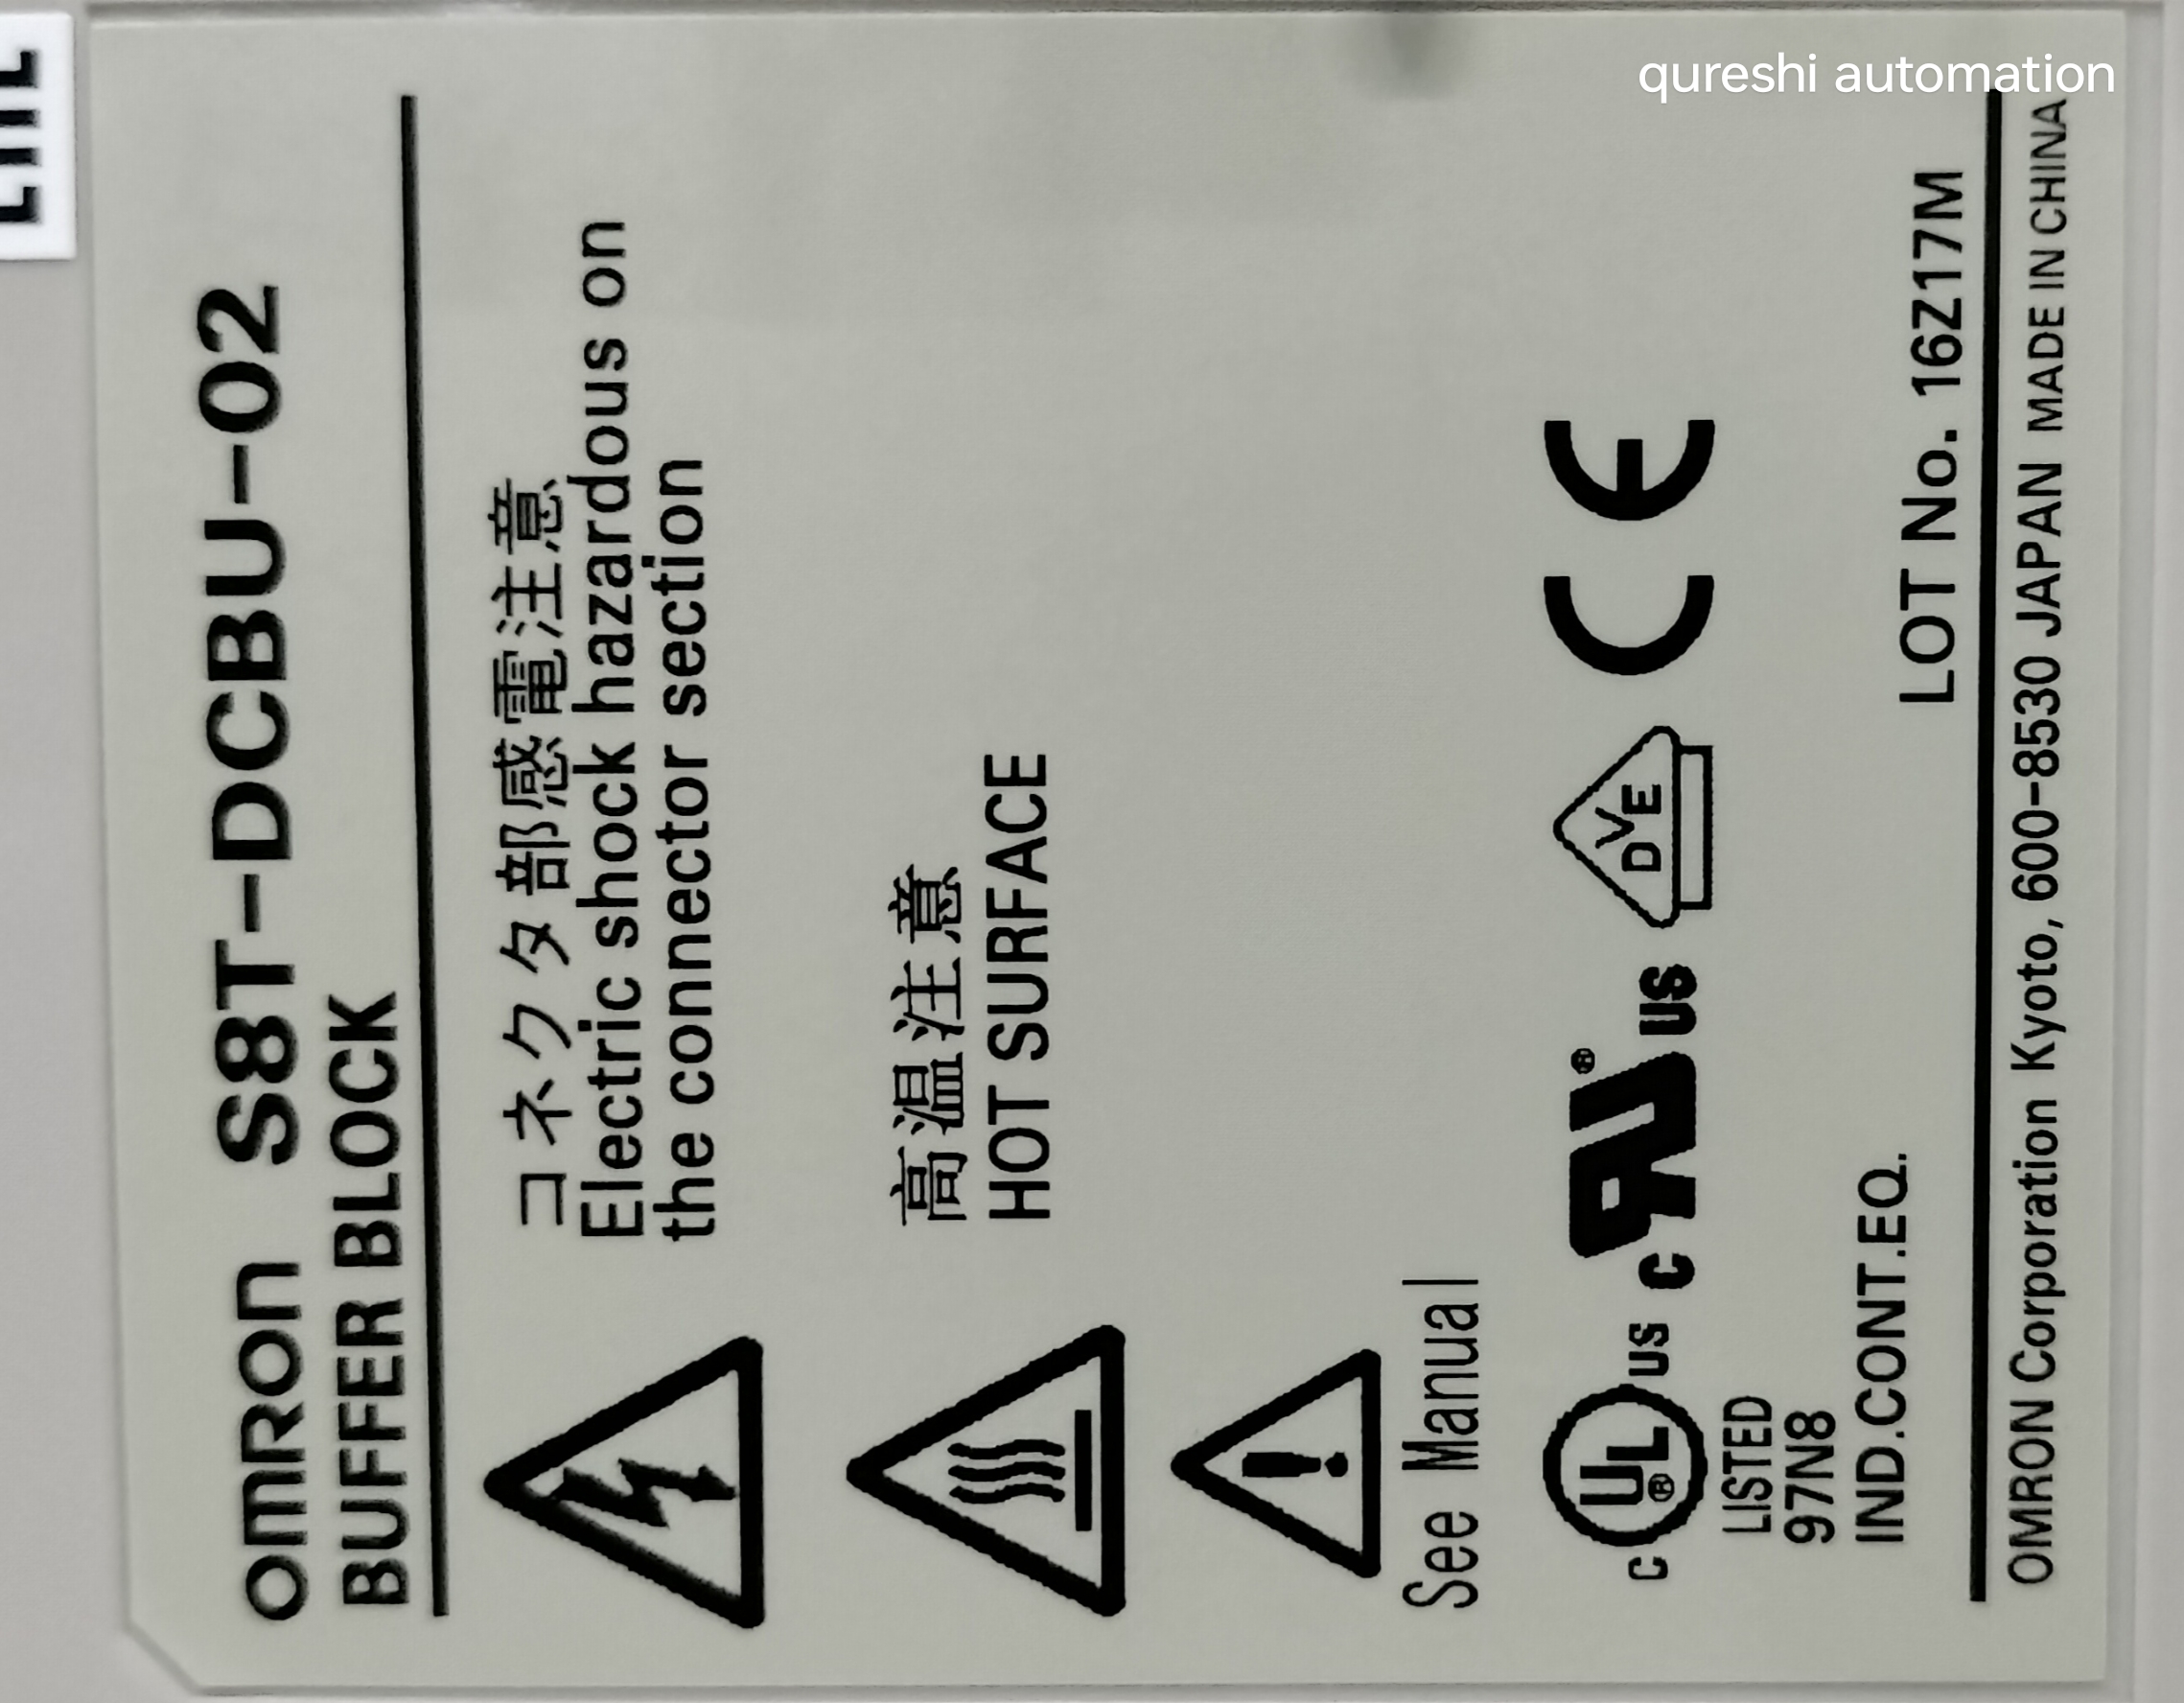 qureshi automation
OMRON S8T-DCBU-02
BUFFER BLOCK
コネクタ部感電注意
Electric shock hazardous on
the connector section
高温注意
HOT SURFACE
See Manual
c UL® us c RU® us DVE CE
LISTED
97N8
IND.CONT.EQ.
LOT No. 16Z17M
OMRON Corporation Kyoto, 600-8530 JAPAN MADE IN CHINA